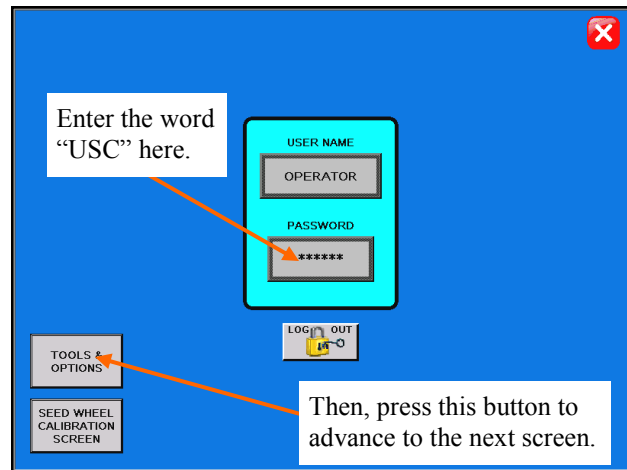 Enter the word
“USC” here.
USER NAME
OPERATOR
PASSWORD
******
LOG OUT
TOOLS &
OPTIONS
SEED WHEEL
CALIBRATION
SCREEN
Then, press this button to
advance to the next screen.